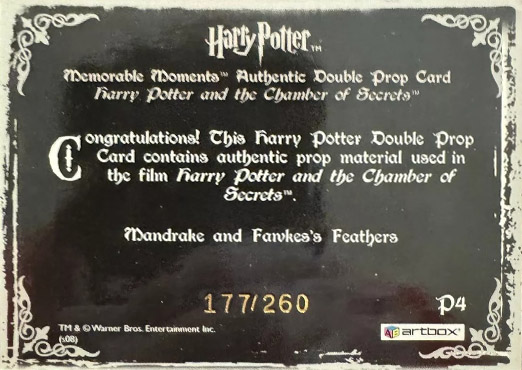 Harry Potter™
Memorable Moments™ Authentic Double Prop Card
Harry Potter and the Chamber of Secrets™
Congratulations! This Harry Potter Double Prop
Card contains authentic prop material used in
the film Harry Potter and the Chamber of
Secrets™.
Mandrake and Fawkes's Feathers
177/260
P4
TM & © Warner Bros. Entertainment Inc.
(s08)
AB artbox®